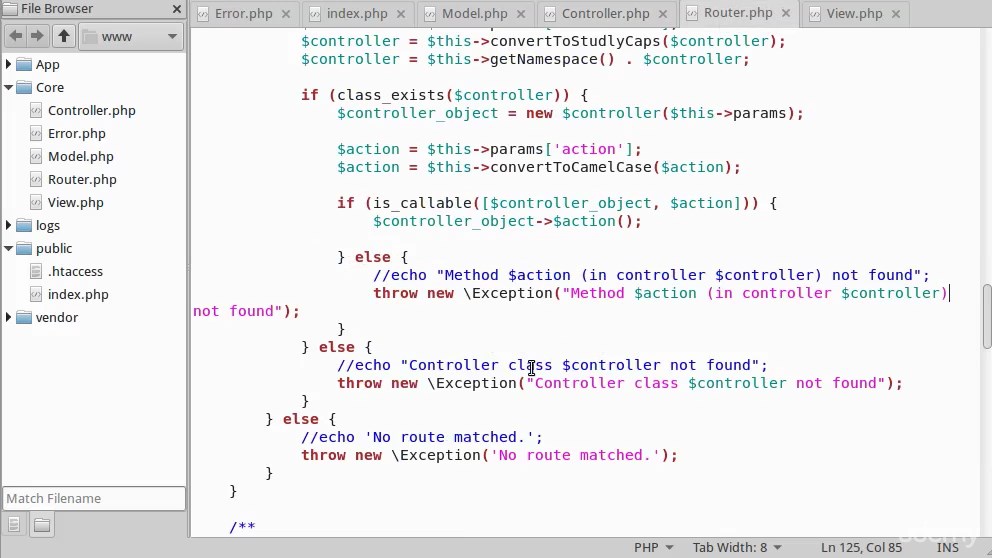 File Browser
Error.php
index.php
Model.php
Controller.php
Router.php
View.php
www
$controller = $this->convertToStudlyCaps($controller);
$controller = $this->getNamespace() . $controller;
App
Core
Controller.php
Error.php
Model.php
Router.php
View.php
logs
public
.htaccess
index.php
vendor
if (class_exists($controller)) {
$controller_object = new $controller($this->params);
$action = $this->params['action'];
$action = $this->convertToCamelCase($action);
if (is_callable([$controller_object, $action])) {
$controller_object->$action();
} else {
//echo "Method $action (in controller $controller) not found";
throw new \Exception("Method $action (in controller $controller)
not found");
}
} else {
//echo "Controller class $controller not found";
throw new \Exception("Controller class $controller not found");
}
} else {
//echo 'No route matched.';
throw new \Exception('No route matched.');
}
}
/**
Match Filename
PHP
Tab Width: 8
Ln 125, Col 85
INS
udemy